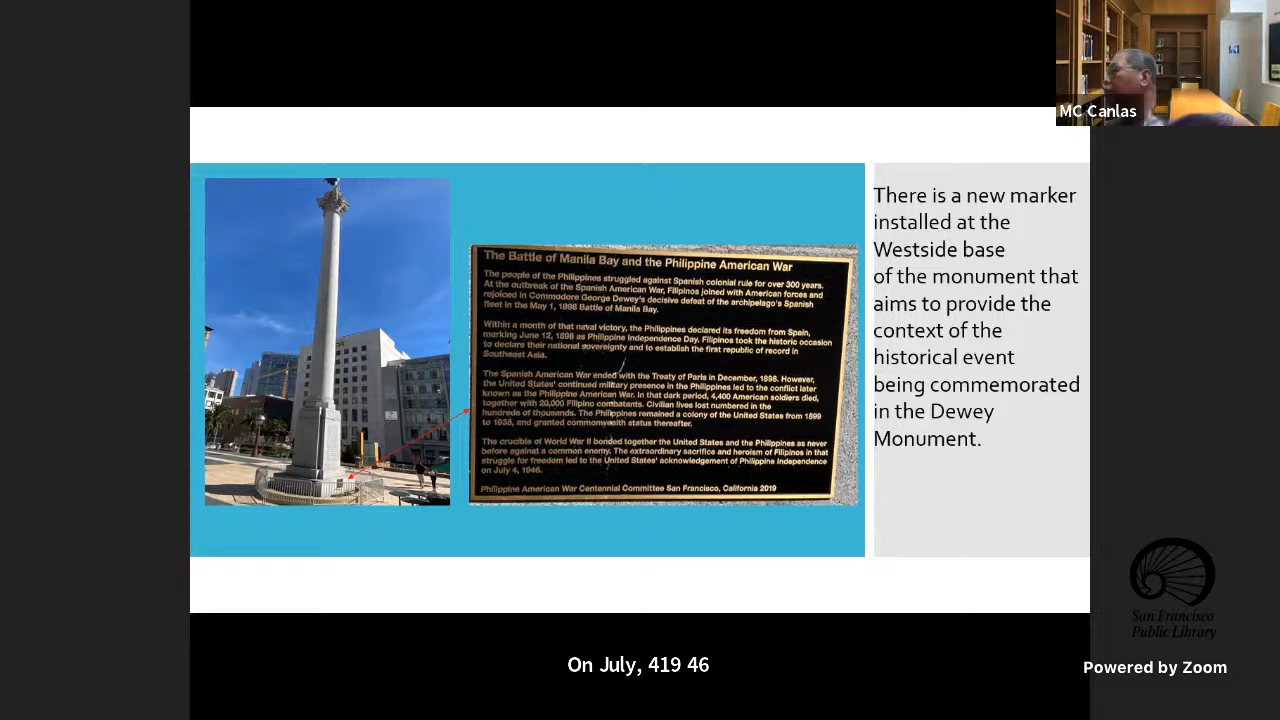 MC Canlas
The Battle of Manila Bay and the Philippine American War
The people of the Philippines struggled against Spanish colonial rule for over 300 years.
At the outbreak of the Spanish American War, Filipinos joined with American forces and
rejoiced in Commodore George Dewey's decisive defeat of the archipelago's Spanish
fleet in the May 1, 1898 Battle of Manila Bay.
Within a month of that naval victory, the Philippines declared its freedom from Spain,
marking June 12, 1898 as Philippine Independence Day. Filipinos took the historic occasion
to declare their national sovereignty and to establish the first republic of record in
Southeast Asia.
The Spanish American War ended with the Treaty of Paris in December, 1898. However,
the United States' continued military presence in the Philippines led to the conflict later
known as the Philippine American War. In that dark period, 4,400 American soldiers died,
together with 20,000 Filipino combatants. Civilian lives lost numbered in the
hundreds of thousands. The Philippines remained a colony of the United States from 1899
to 1935, and granted commonwealth status thereafter.
The crucible of World War II bonded together the United States and the Philippines as never
before against a common enemy. The extraordinary sacrifice and heroism of Filipinos in that
struggle for freedom led to the United States' acknowledgement of Philippine Independence
on July 4, 1946.
Philippine American War Centennial Committee San Francisco, California 2019
There is a new marker
installed at the
Westside base
of the monument that
aims to provide the
context of the
historical event
being commemorated
in the Dewey
Monument.
San Francisco
Public Library
On July, 419 46
Powered by Zoom